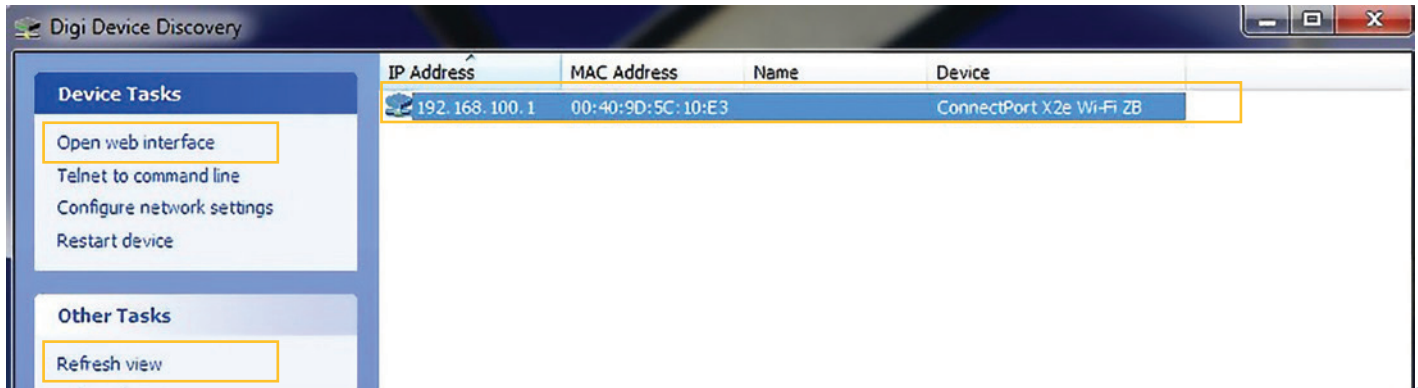 Digi Device Discovery
Device Tasks
Open web interface
Telnet to command line
Configure network settings
Restart device
Other Tasks
Refresh view
IP Address MAC Address Name Device
192.168.100.1 00:40:9D:5C:10:E3 ConnectPort X2e Wi-Fi ZB